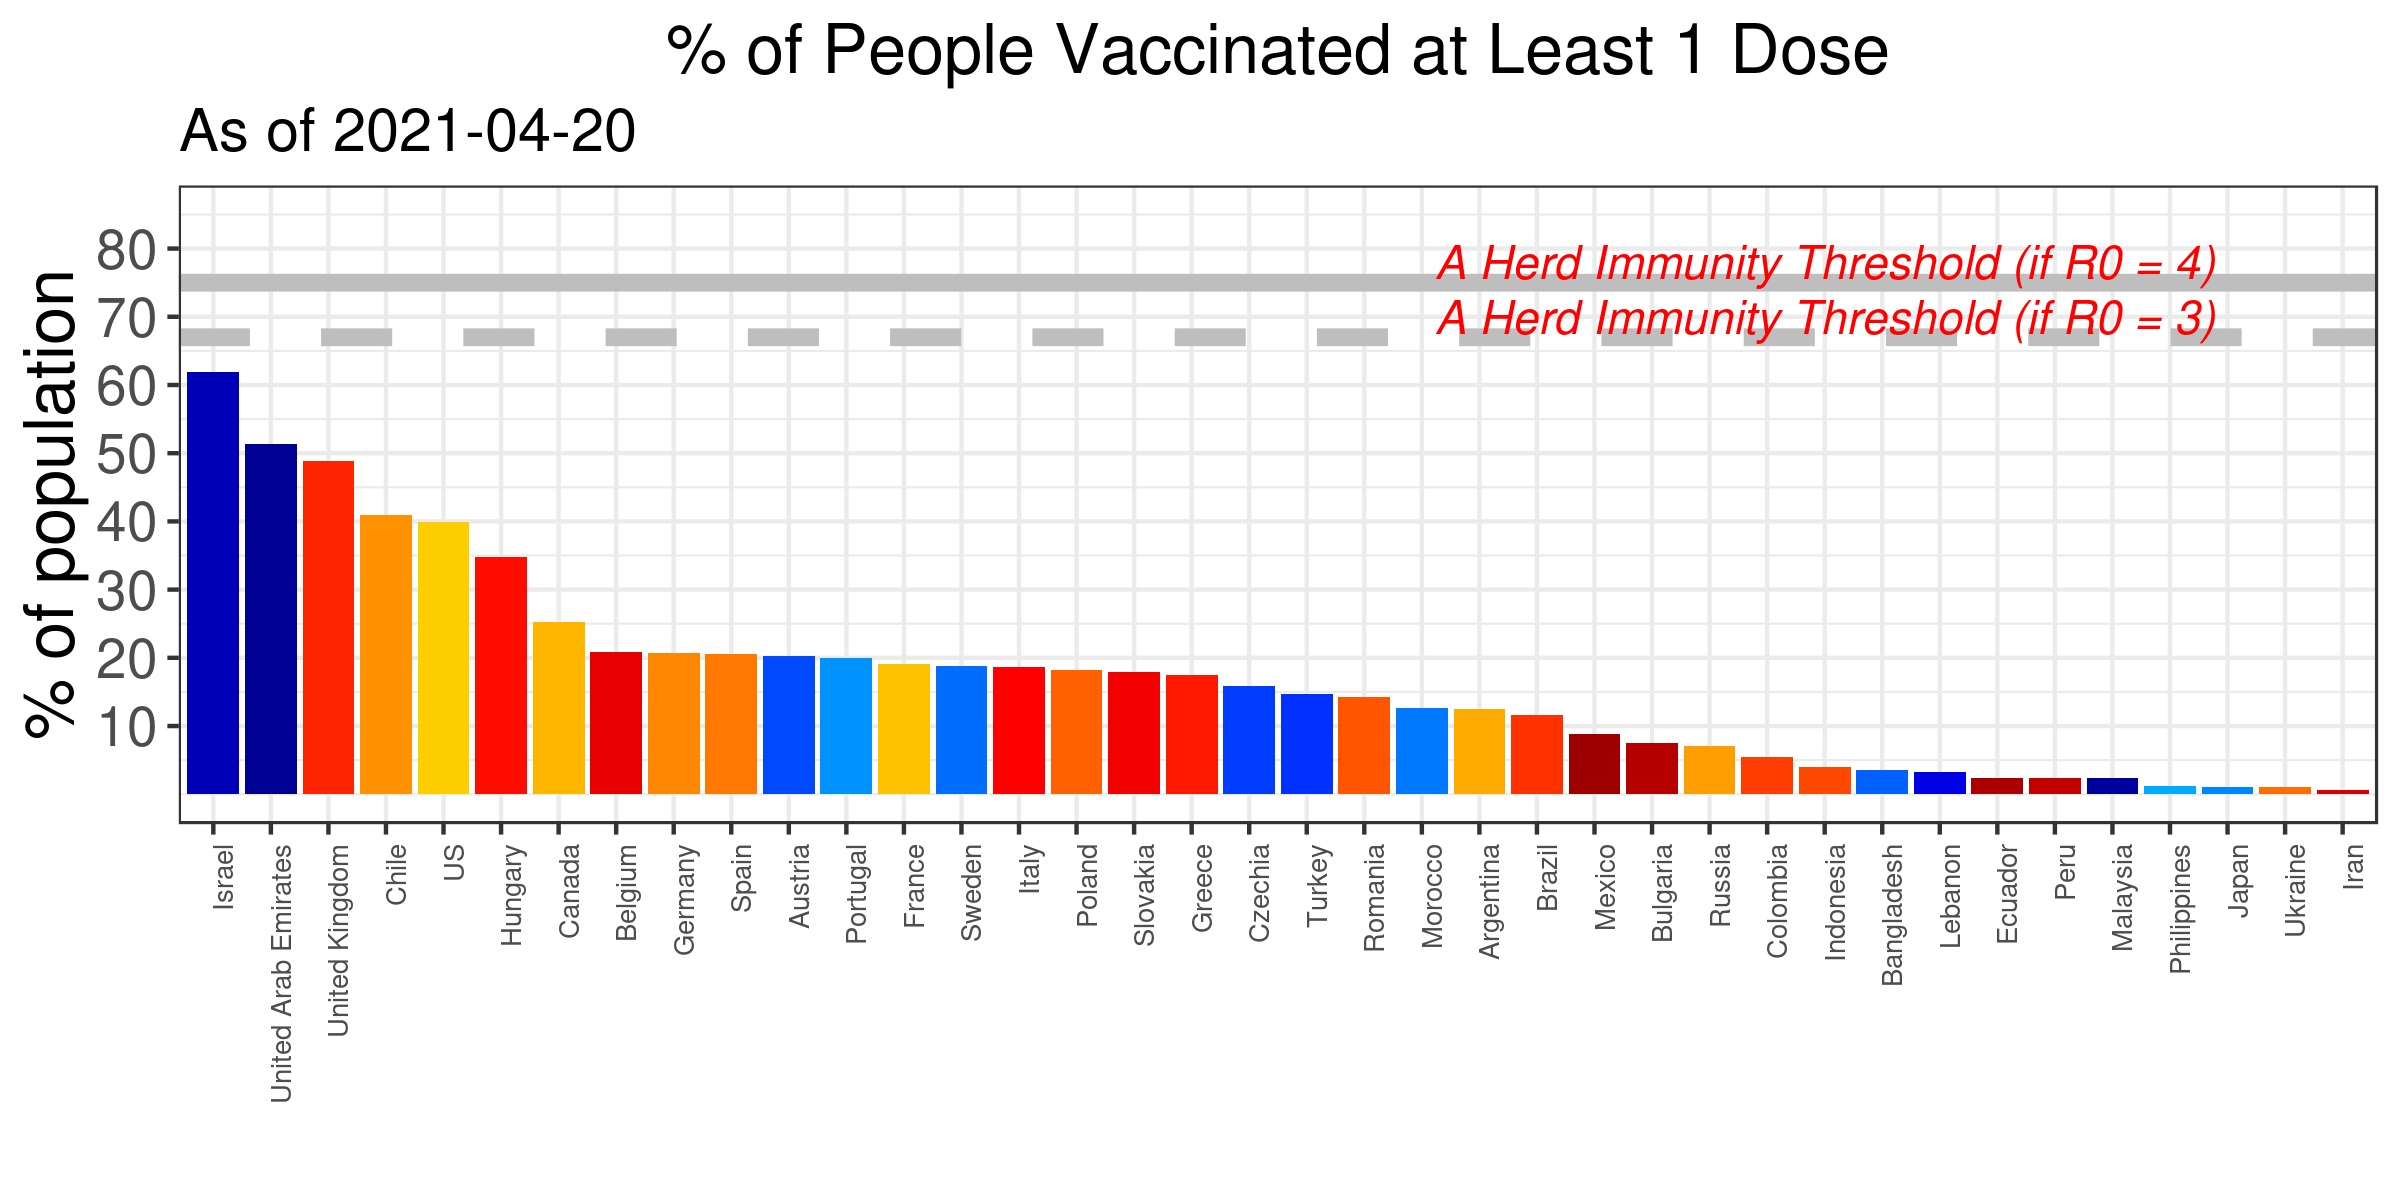 % of People Vaccinated at Least 1 Dose
As of 2021-04-20
% of population
80
70
60
50
40
30
20
10
A Herd Immunity Threshold (if R0 = 4)
A Herd Immunity Threshold (if R0 = 3)
Israel
United Arab Emirates
United Kingdom
Chile
US
Hungary
Canada
Belgium
Germany
Spain
Austria
Portugal
France
Sweden
Italy
Poland
Slovakia
Greece
Czechia
Turkey
Romania
Morocco
Argentina
Brazil
Mexico
Bulgaria
Russia
Colombia
Indonesia
Bangladesh
Lebanon
Ecuador
Peru
Malaysia
Philippines
Japan
Ukraine
Iran